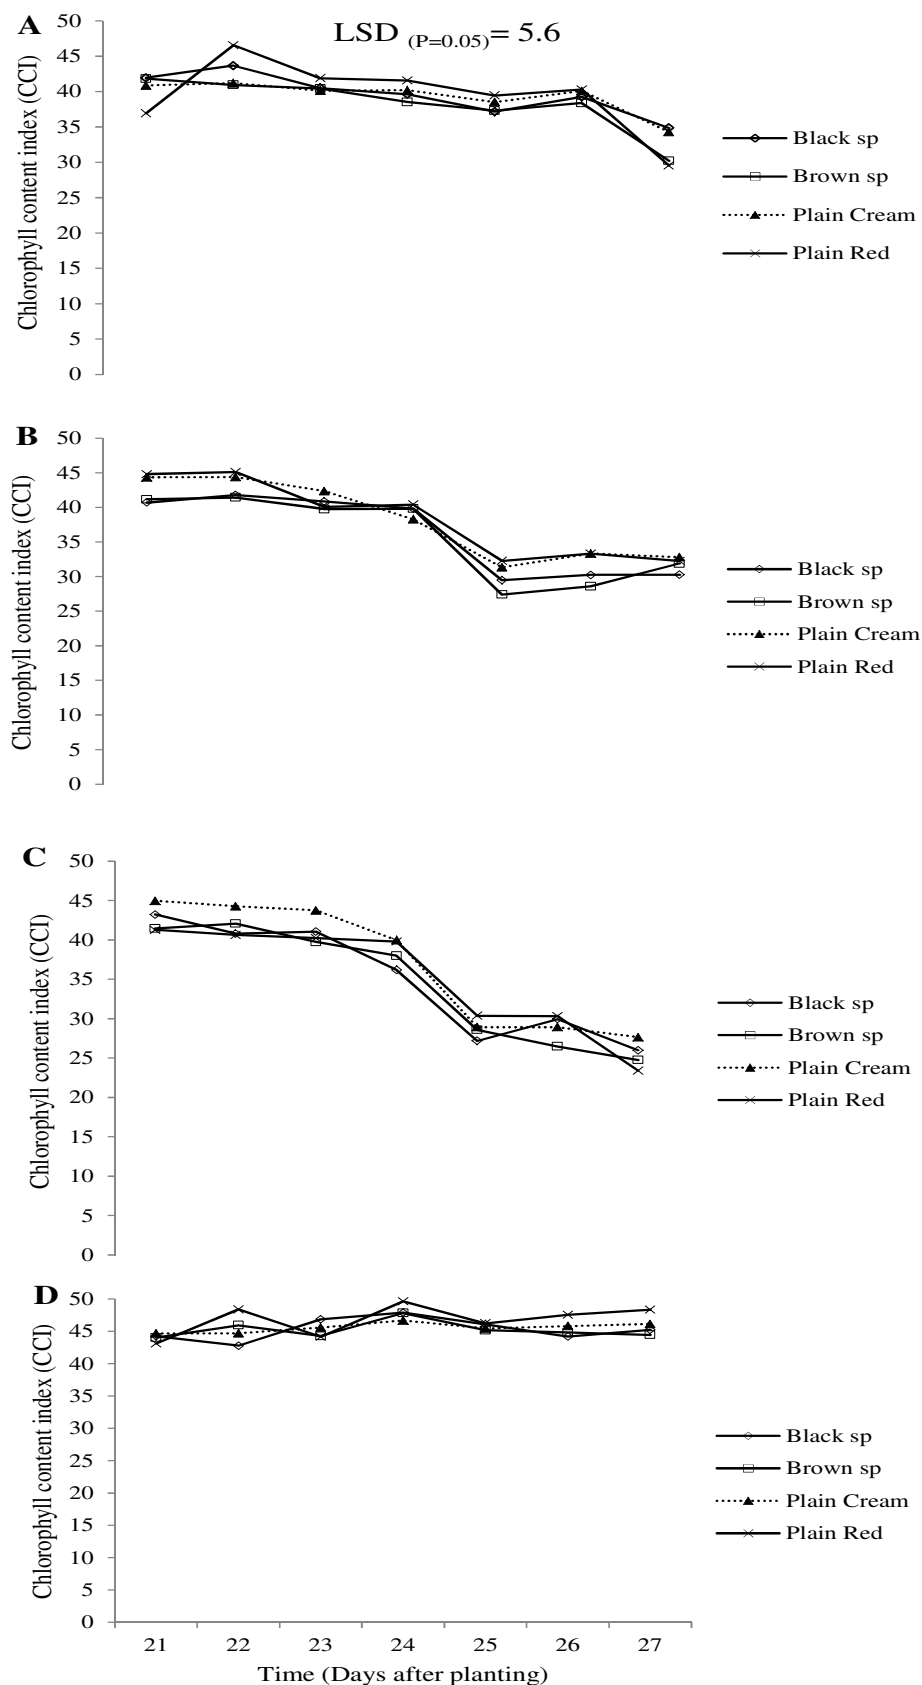 A
LSD (P=0.05)= 5.6
Chlorophyll content index (CCI)
50
45
40
35
30
25
20
15
10
5
0
Black sp
Brown sp
Plain Cream
Plain Red
B
Chlorophyll content index (CCI)
50
45
40
35
30
25
20
15
10
5
0
Black sp
Brown sp
Plain Cream
Plain Red
C
Chlorophyll content index (CCI)
50
45
40
35
30
25
20
15
10
5
0
Black sp
Brown sp
Plain Cream
Plain Red
D
Chlorophyll content index (CCI)
50
45
40
35
30
25
20
15
10
5
0
Black sp
Brown sp
Plain Cream
Plain Red
21 22 23 24 25 26 27
Time (Days after planting)